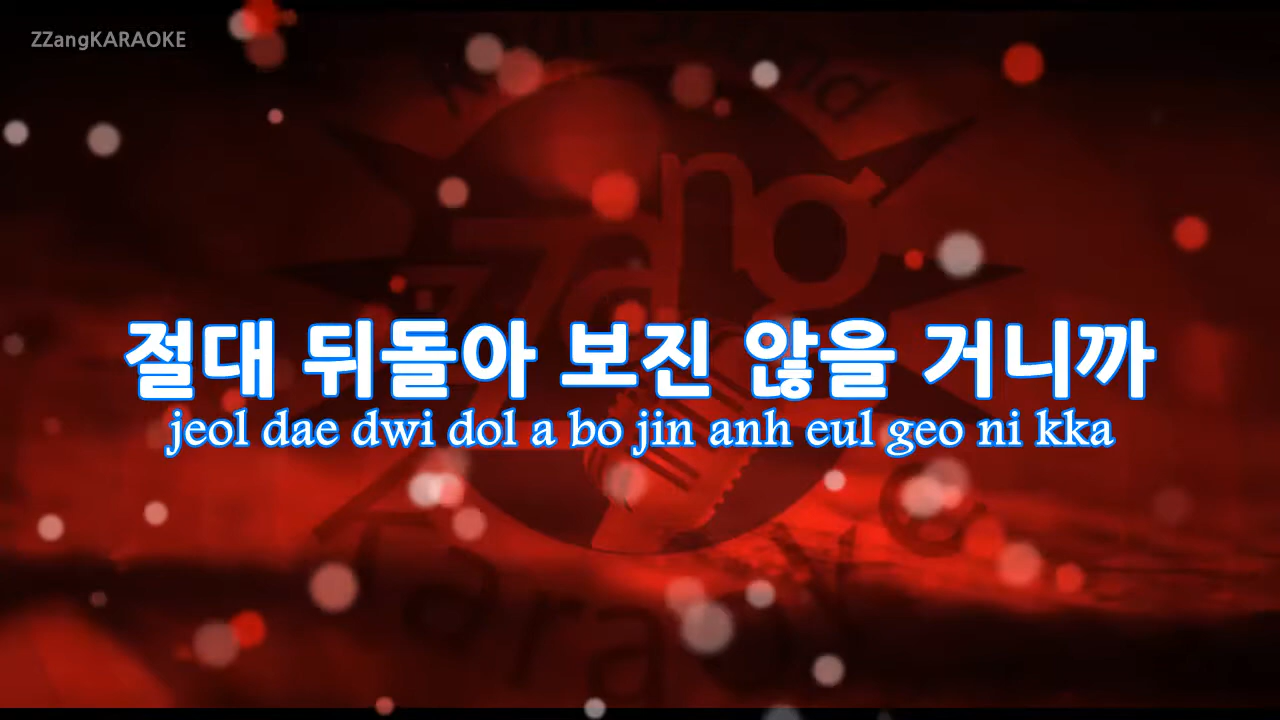 ZZangKARAOKE
Zzang
절대 뒤돌아 보진 않을 거니까
jeol dae dwi dol a bo jin anh eul geo ni kka